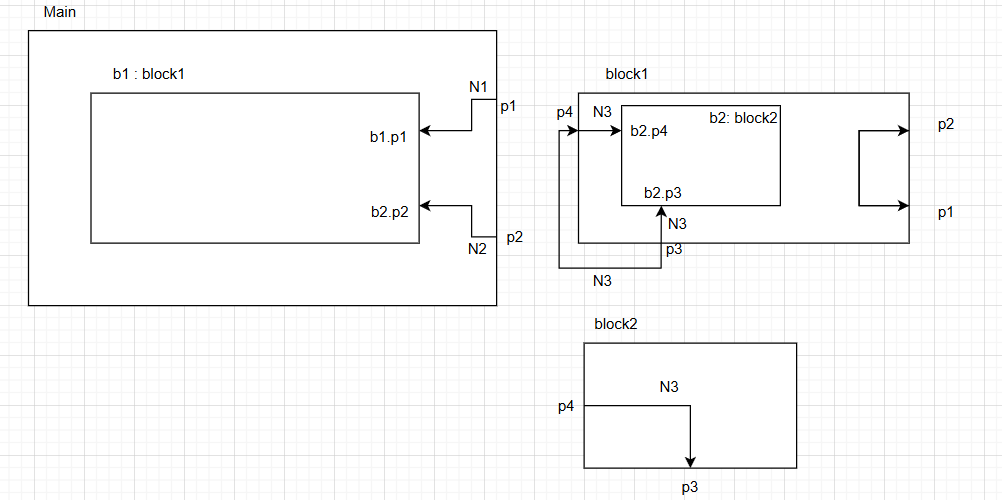 Main
b1 : block1
N1
p1
b1.p1
b2.p2
p2
N2
block1
p4
N3
b2: block2
b2.p4
p2
b2.p3
p1
N3
p3
N3
block2
N3
p4
p3